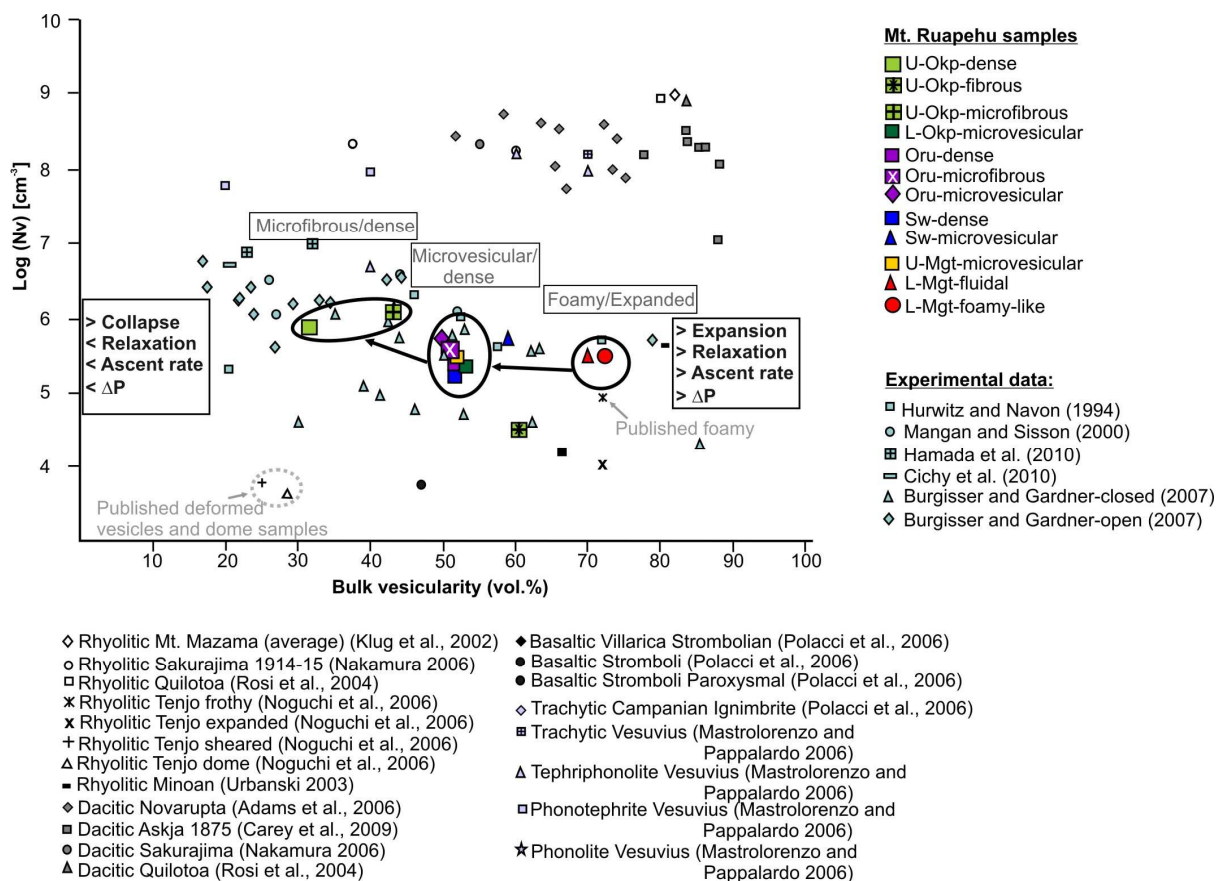 10
9
8
7
6
5
4
Log (Nv) [cm⁻³]
Microfibrous/dense
Microvesicular/
dense
Foamy/Expanded
> Collapse
< Relaxation
< Ascent rate
< ΔP
> Expansion
> Relaxation
> Ascent rate
> ΔP
Published foamy
Published deformed
vesicles and dome samples
10 20 30 40 50 60 70 80 90 100
Bulk vesicularity (vol.%)
Mt. Ruapehu samples
U-Okp-dense
U-Okp-fibrous
U-Okp-microfibrous
L-Okp-microvesicular
Oru-dense
Oru-microfibrous
Oru-microvesicular
Sw-dense
Sw-microvesicular
U-Mgt-microvesicular
L-Mgt-fluidal
L-Mgt-foamy-like
Experimental data:
Hurwitz and Navon (1994)
Mangan and Sisson (2000)
Hamada et al. (2010)
Cichy et al. (2010)
Burgisser and Gardner-closed (2007)
Burgisser and Gardner-open (2007)
Rhyolitic Mt. Mazama (average) (Klug et al., 2002)
Rhyolitic Sakurajima 1914-15 (Nakamura 2006)
Rhyolitic Quilotoa (Rosi et al., 2004)
Rhyolitic Tenjo frothy (Noguchi et al., 2006)
Rhyolitic Tenjo expanded (Noguchi et al., 2006)
Rhyolitic Tenjo sheared (Noguchi et al., 2006)
Rhyolitic Tenjo dome (Noguchi et al., 2006)
Rhyolitic Minoan (Urbanski 2003)
Dacitic Novarupta (Adams et al., 2006)
Dacitic Askja 1875 (Carey et al., 2009)
Dacitic Sakurajima (Nakamura 2006)
Dacitic Quilotoa (Rosi et al., 2004)
Basaltic Villarica Strombolian (Polacci et al., 2006)
Basaltic Stromboli (Polacci et al., 2006)
Basaltic Stromboli Paroxysmal (Polacci et al., 2006)
Trachytic Campanian Ignimbrite (Polacci et al., 2006)
Trachytic Vesuvius (Mastrolorenzo and
Pappalardo 2006)
Tephriphonolite Vesuvius (Mastrolorenzo and
Pappalardo 2006)
Phonotephrite Vesuvius (Mastrolorenzo and
Pappalardo 2006)
Phonolite Vesuvius (Mastrolorenzo and
Pappalardo 2006)